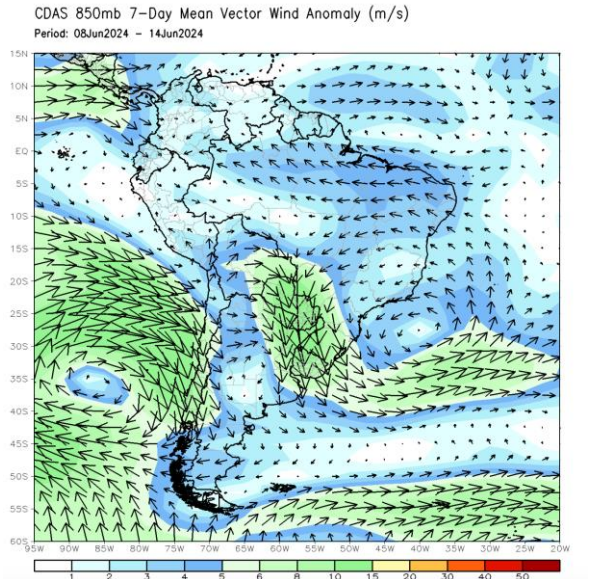 CDAS 850mb 7-Day Mean Vector Wind Anomaly (m/s)
Period: 08Jun2024 - 14Jun2024
15N
10N
5N
EQ
5S
10S
15S
20S
25S
30S
35S
40S
45S
50S
55S
60S
95W 90W 85W 80W 75W 70W 65W 60W 55W 50W 45W 40W 35W 30W 25W 20W
1 2 3 4 5 6 8 10 15 20 30 40 50